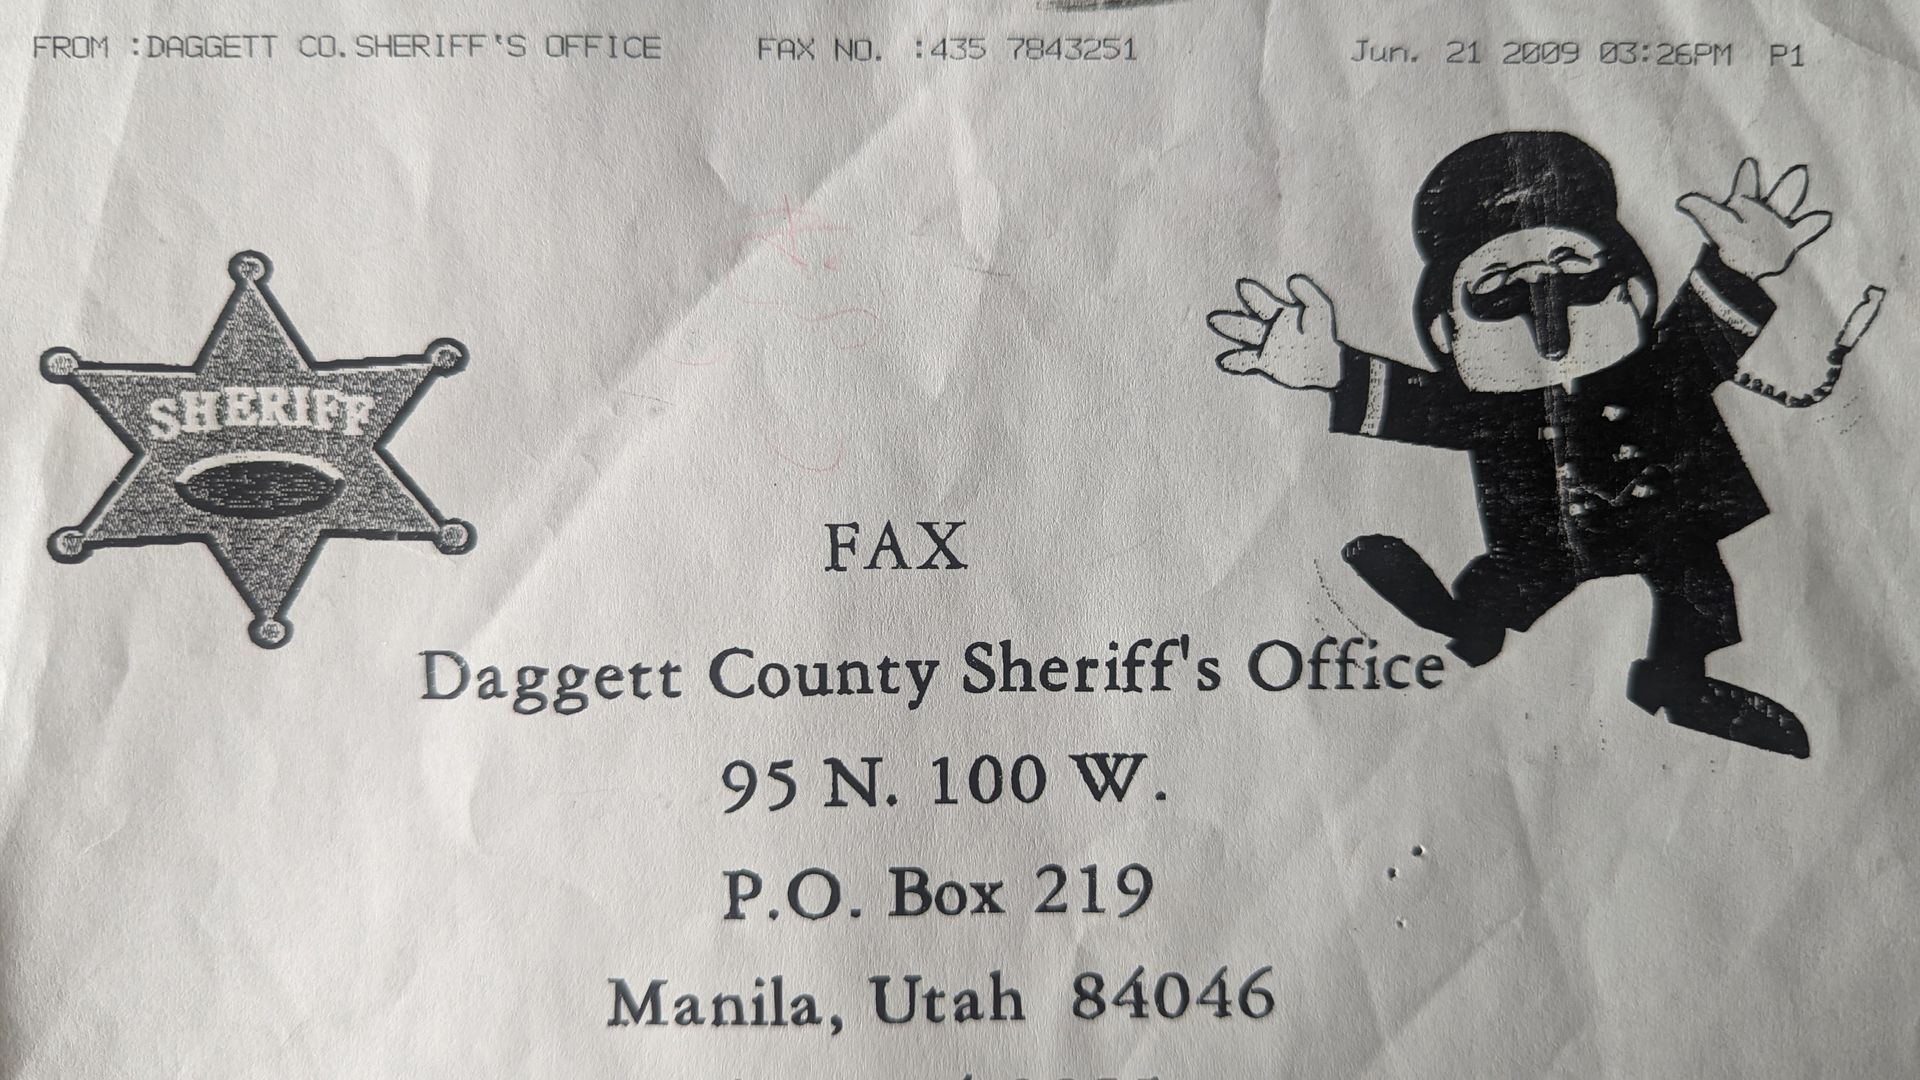 FROM :DAGGETT CO.SHERIFF'S OFFICE FAX NO. :435 7843251 Jun. 21 2009 03:26PM P1
SHERIFF
FAX
Daggett County Sheriff's Office
95 N. 100 W.
P.O. Box 219
Manila, Utah 84046